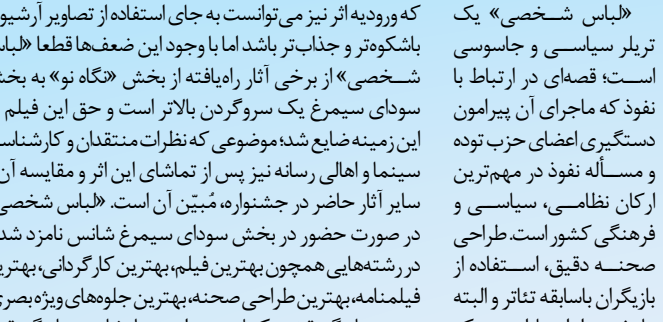 «لباس شخصی» یک
تریلر سیاسی و جاسوسی
است؛ قصه‌ای در ارتباط با
نفوذ که ماجرای آن پیرامون
دستگیری اعضای حزب توده
و مسأله نفوذ در مهم‌ترین
ارکان نظامی، سیاسی و
فرهنگی کشور است. طراحی
صحنه دقیق، استفاده از
بازیگران باسابقه تئاتر و البته
که ورودیه اثر نیز می‌توانست به جای استفاده از تصاویر آرشیو
باشکوه‌تر و جذاب‌تر باشد اما با وجود این ضعف‌ها قطعا «لباس
شخصی» از برخی آثار راه‌یافته از بخش «نگاه نو» به بخش
سودای سیمرغ یک سروگردن بالاتر است و حق این فیلم
این زمینه ضایع شد؛ موضوعی که نظرات منتقدان و کارشناسا
سینما و اهالی رسانه نیز پس از تماشای این اثر و مقایسه آن
سایر آثار حاضر در جشنواره، مُبیّن آن است. «لباس شخصی
در صورت حضور در بخش سودای سیمرغ شانس نامزد شد
در رشته‌هایی همچون بهترین فیلم، بهترین کارگردانی، بهترین
فیلمنامه، بهترین طراحی صحنه، بهترین جلوه‌های ویژه بصری